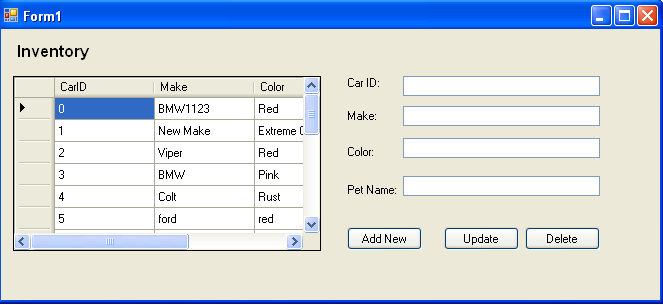 Form1
Inventory
CarID Make Color
0 BMW1123 Red
1 New Make Extreme
2 Viper Red
3 BMW Pink
4 Colt Rust
5 ford red
Car ID:
Make:
Color:
Pet Name:
Add New Update Delete